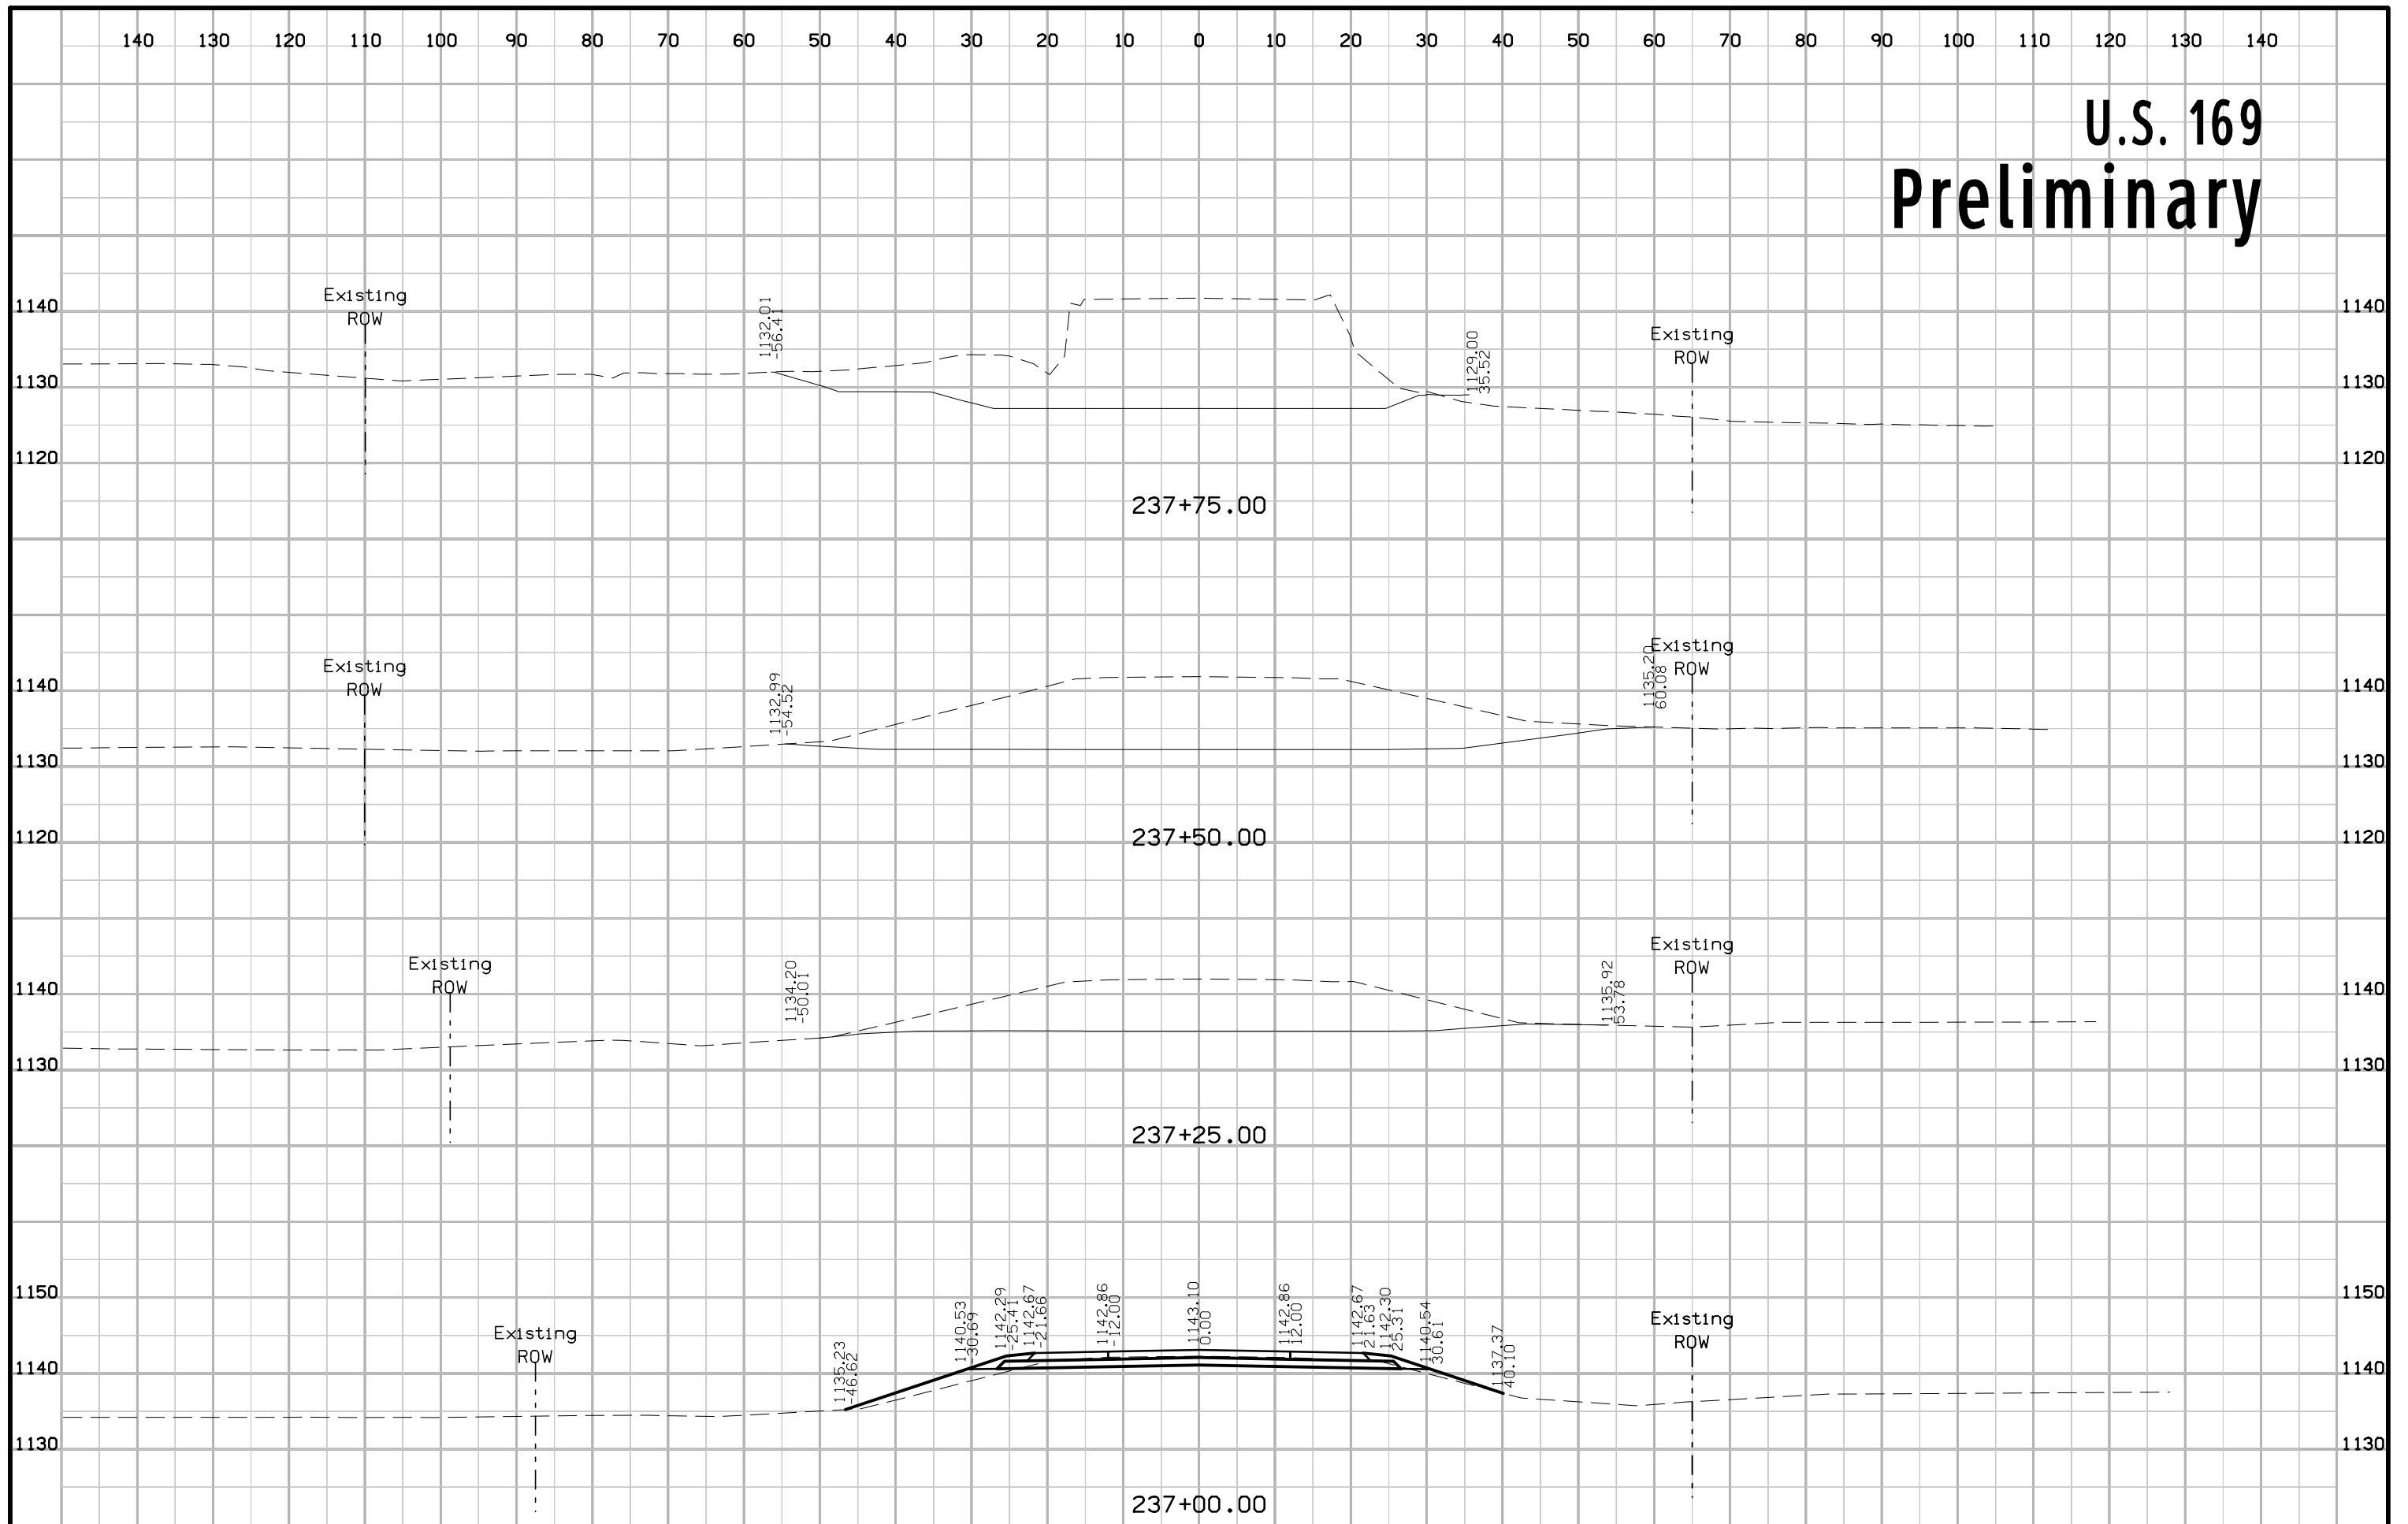 140 130 120 110 100 90 80 70 60 50 40 30 20 10 0 10 20 30 40 50 60 70 80 90 100 110 120 130 140
U.S. 169
Preliminary
Existing
ROW
1132.01
-56.41
1129.00
35.52
Existing
ROW
1140 1140
1130 1130
1120 1120
237+75.00
Existing
ROW
1132.99
-54.52
1135.20
60.08
Existing
ROW
1140 1140
1130 1130
1120 1120
237+50.00
Existing
ROW
1134.20
-50.01
1135.92
53.78
Existing
ROW
1140 1140
1130 1130
237+25.00
1150 1150
Existing
ROW
1135.23
-46.62
1140.53
-30.69
1142.29
-25.41
1142.67
-21.66
1142.86
-12.00
1143.10
0.00
1142.86
12.00
1142.67
21.63
1142.30
25.31
1140.54
30.61
1137.37
40.10
Existing
ROW
1140 1140
1130 1130
237+00.00